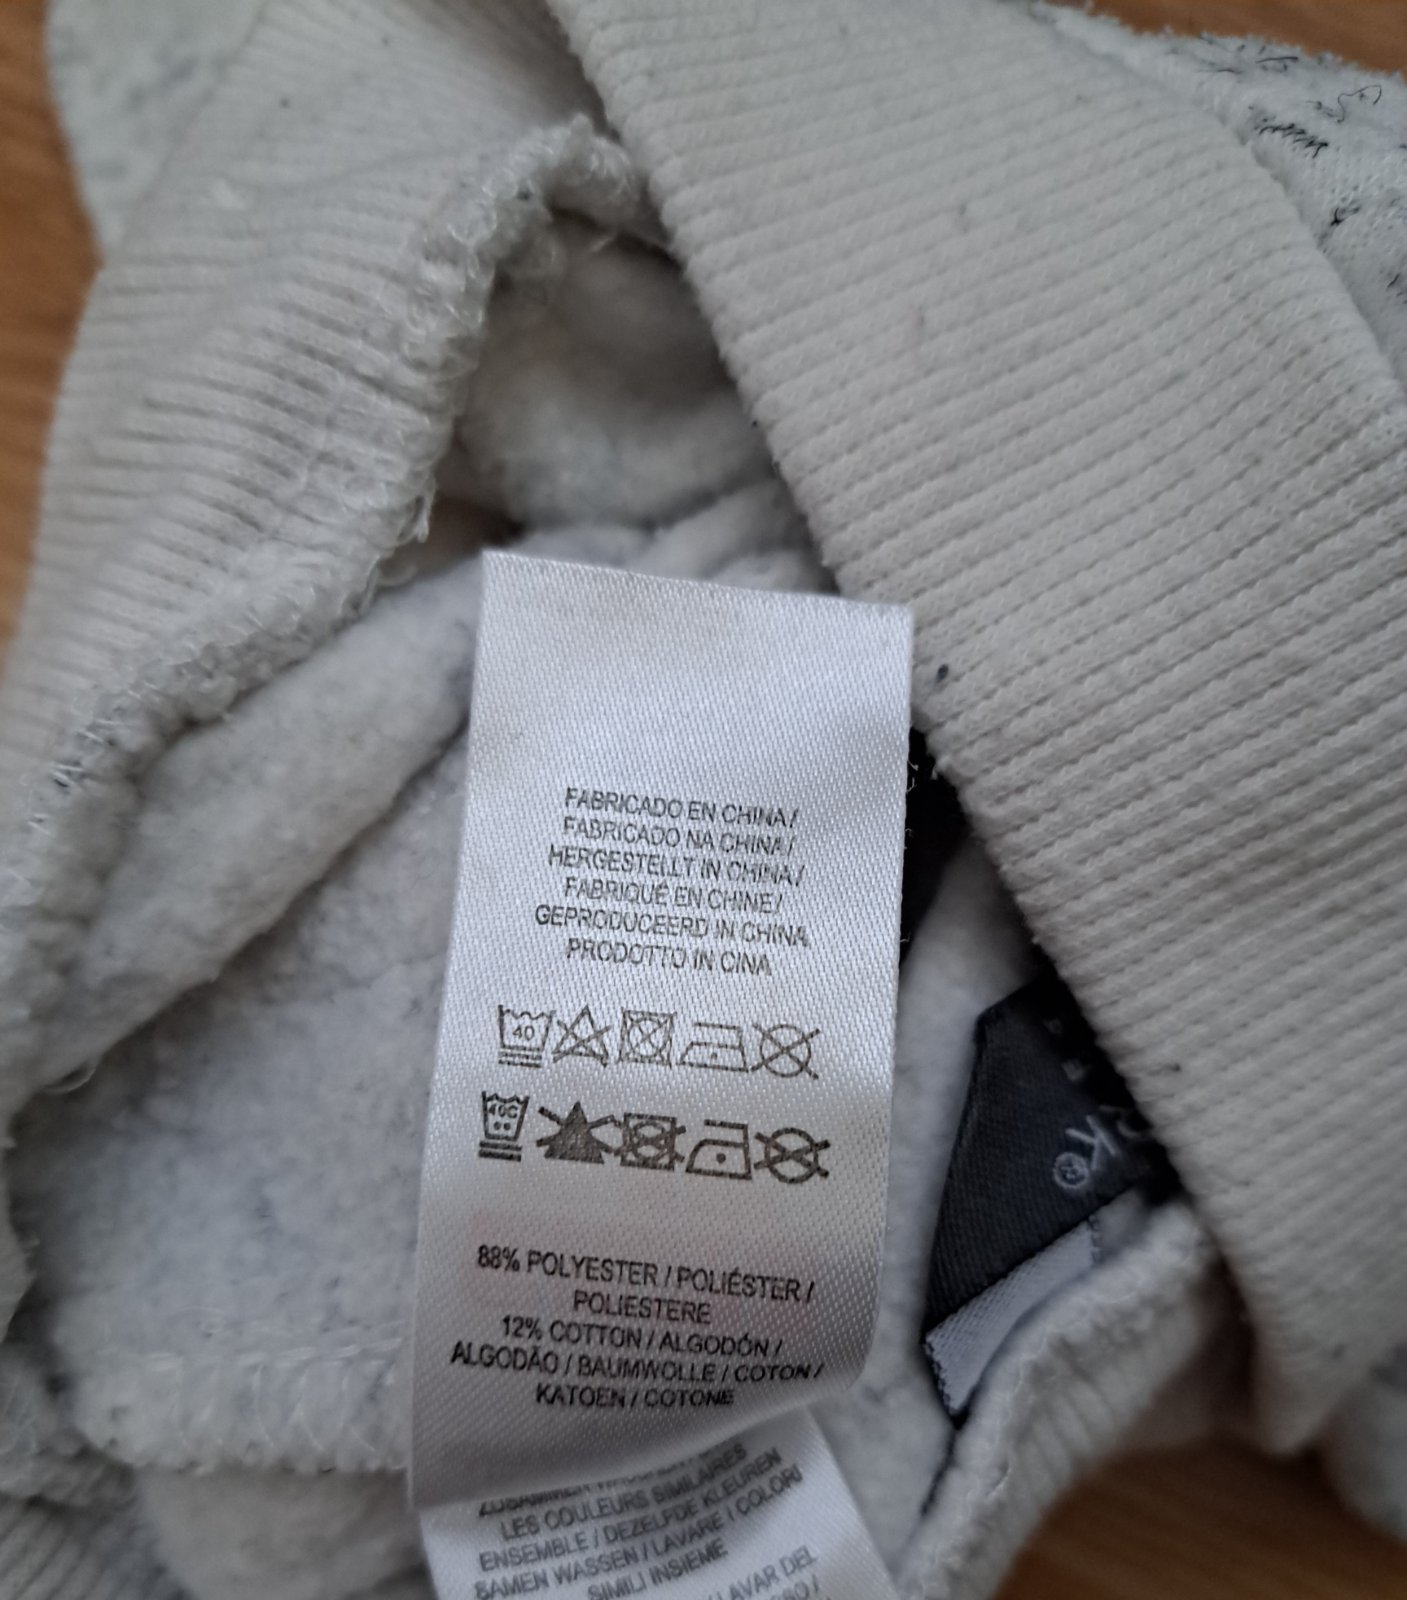 FABRICADO EN CHINA /
FABRICADO NA CHINA /
HERGESTELLT IN CHINA /
FABRIQUÉ EN CHINE /
GEPRODUCEERD IN CHINA
PRODOTTO IN CINA
40
40C
88% POLYESTER / POLIÉSTER /
POLIESTERE
12% COTTON / ALGODÓN /
ALGODÃO / BAUMWOLLE / COTON /
KATOEN / COTONE
LES COULEURS SIMILAIRES
ENSEMBLE / DEZELFDE KLEUREN
SAMEN WASSEN / LAVARE I COLORI
SIMILI INSIEME
/ LAVAR DEL